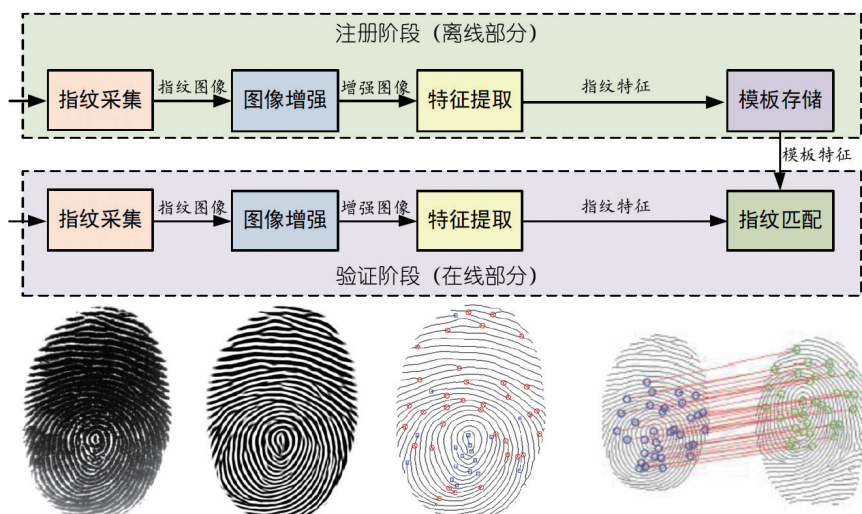 注册阶段 (离线部分)
指纹采集
指纹图像
图像增强
增强图像
特征提取
指纹特征
模板存储
模板特征
指纹采集
指纹图像
图像增强
增强图像
特征提取
指纹特征
指纹匹配
验证阶段 (在线部分)